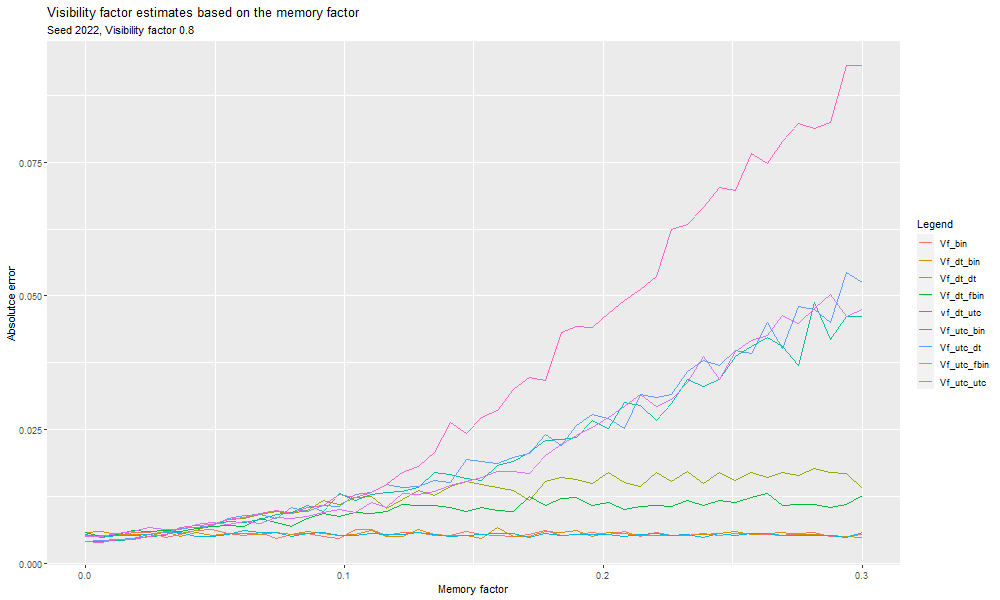 Visibility factor estimates based on the memory factor
Seed 2022, Visibility factor 0.8
Absolutce error
0.075
0.050
0.025
0.000
0.0
0.1
0.2
0.3
Memory factor
Legend
Vf_bin
Vf_dt_bin
Vf_dt_dt
Vf_dt_fbin
vf_dt_utc
Vf_utc_bin
Vf_utc_dt
Vf_utc_fbin
Vf_utc_utc